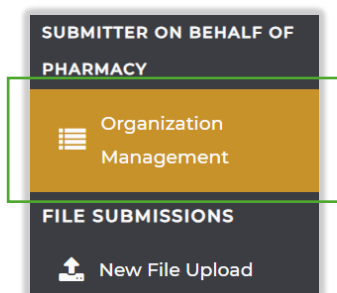 SUBMITTER ON BEHALF OF
PHARMACY
Organization
Management
FILE SUBMISSIONS
New File Upload